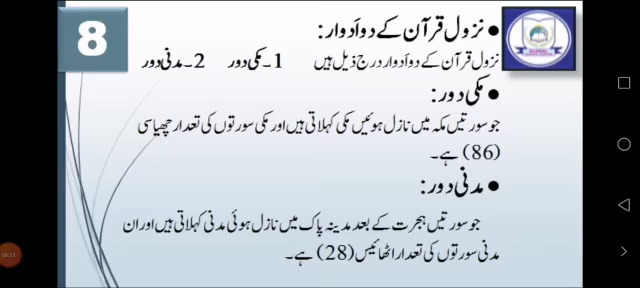 8
● نزول قرآن کے دو اَدوار:
نزول قرآن کے دو اَدوار درج ذیل ہیں 1۔ مکی دور 2۔ مدنی دور
● مکی دور:
جو سورتیں مکہ میں نازل ہوئیں مکی کہلاتی ہیں اور مکی سورتوں کی تعداد چھیاسی
(86) ہے۔
● مدنی دور:
جو سورتیں ہجرت کے بعد مدینہ پاک میں نازل ہوئی مدنی کہلاتی ہیں اور ان
مدنی سورتوں کی تعداد اٹھائیس (28) ہے۔